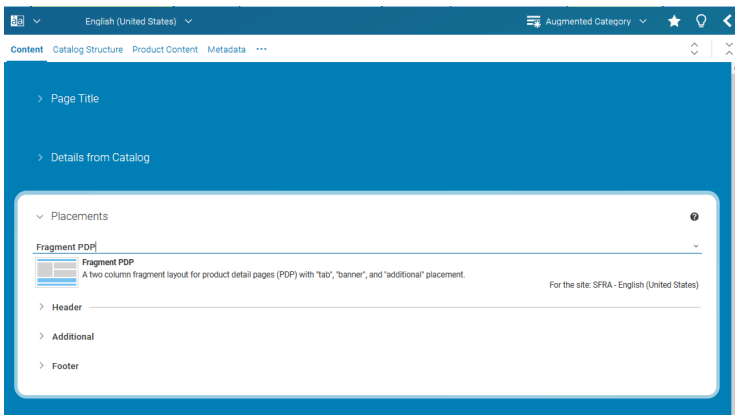 English (United States)
Augmented Category
Content Catalog Structure Product Content Metadata ...
Page Title
Details from Catalog
Placements
Fragment PDP
Fragment PDP
A two column fragment layout for product detail pages (PDP) with "tab", "banner", and "additional" placement.
For the site: SFRA - English (United States)
Header
Additional
Footer